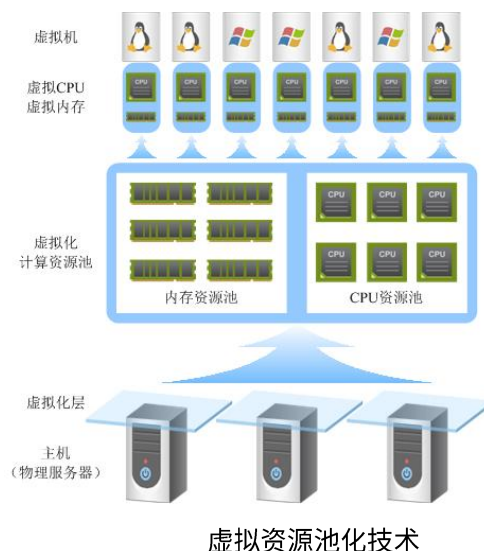 虚拟机
虚拟CPU
虚拟内存
CPU
CPU
CPU
CPU
CPU
CPU
CPU
虚拟化
计算资源池
CPU
CPU
CPU
CPU
CPU
CPU
内存资源池
CPU资源池
虚拟化层
主机
（物理服务器）
虚拟资源池化技术